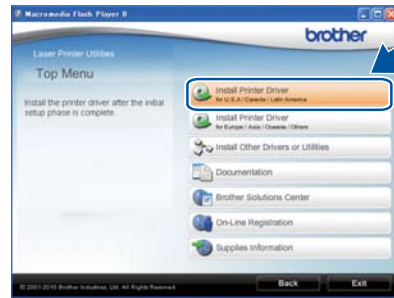 Macromedia Flash Player 8
brother
Laser Printer Utilities
Top Menu
Install the printer driver after the initial
setup phase is complete.
Install Printer Driver
for U.S.A / Canada / Latin America
Install Printer Driver
for Europe / Asia / Oceania / Others
Install Other Drivers or Utilities
Documentation
Brother Solutions Center
On-Line Registration
Supplies Information
© 2001-2010 Brother Industries, Ltd. All Rights Reserved.
Back
Exit